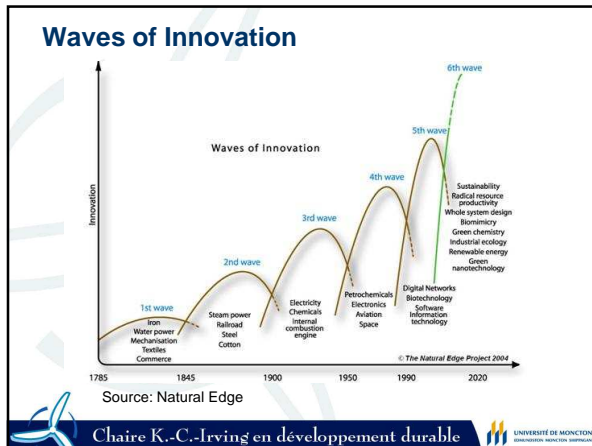 Waves of Innovation
6th wave
5th wave
Waves of Innovation
4th wave
Innovation
3rd wave
2nd wave
1st wave
Iron
Water power
Mechanisation
Textiles
Commerce
Steam power
Railroad
Steel
Cotton
Electricity
Chemicals
Internal
combustion
engine
Petrochemicals
Electronics
Aviation
Space
Digital Networks
Biotechnology
Software
Information
technology
Sustainability
Radical resource
productivity
Whole system design
Biomimicry
Green chemistry
Industrial ecology
Renewable energy
Green
nanotechnology
© The Natural Edge Project 2004
1785
1845
1900
1950
1990
2020
Source: Natural Edge
Chaire K.-C.-Irving en développement durable
UNIVERSITÉ DE MONCTON
EDMUNDSTON MONCTON SHIPPAGAN